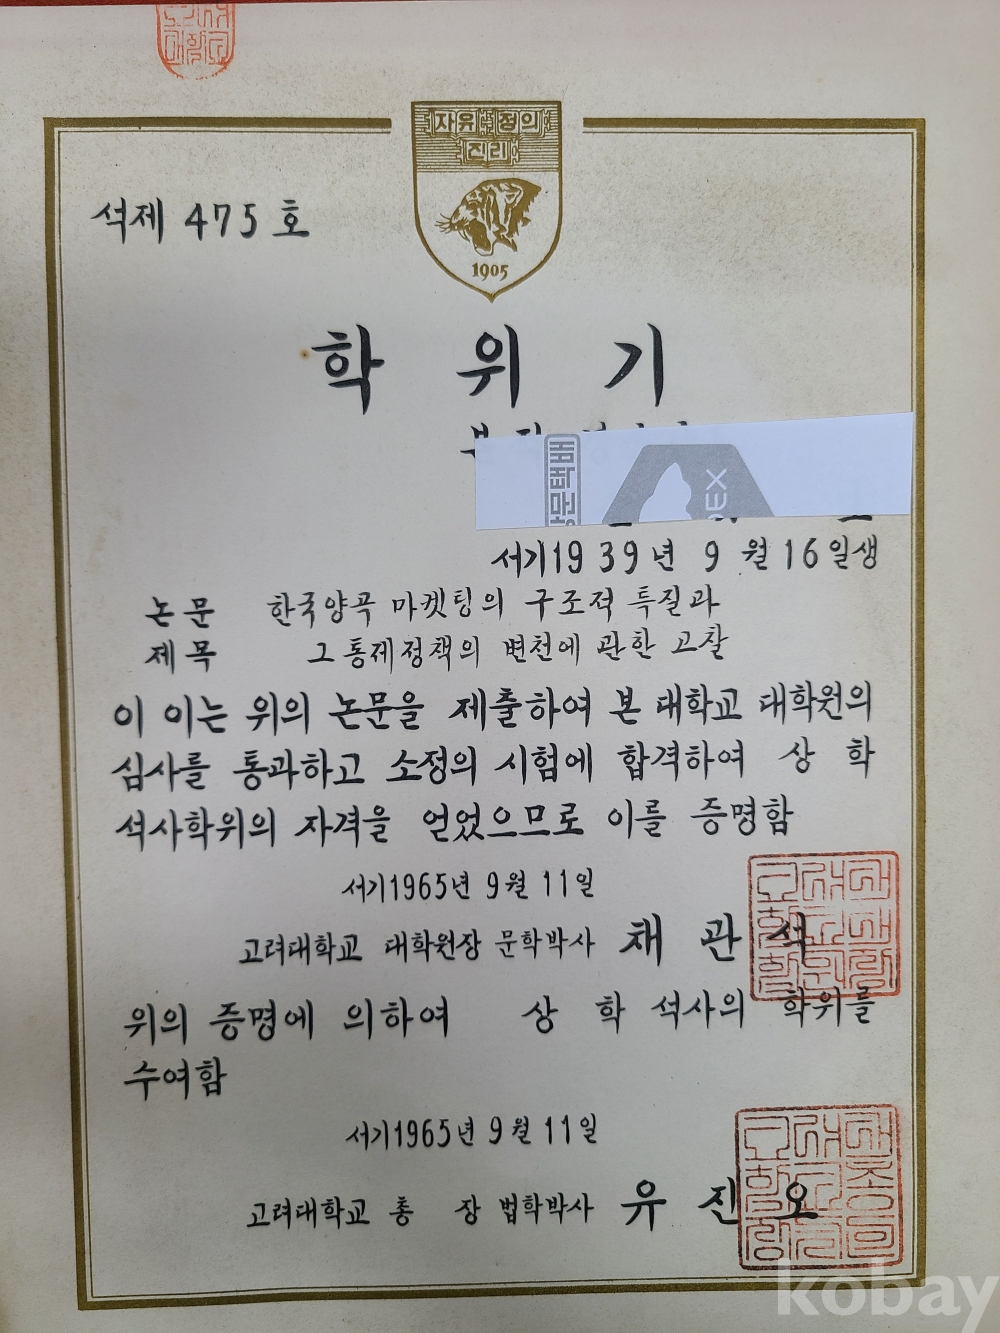 자유 정의
진리
1905
석제 475 호
학 위 기
서기1939년 9월 16일생
논문 한국양곡 마켓팅의 구조적 특질과
제목 그 통제정책의 변천에 관한 고찰
이 이는 위의 논문을 제출하여 본 대학교 대학원의
심사를 통과하고 소정의 시험에 합격하여 상 학
석사학위의 자격을 얻었으므로 이를 증명함
서기1965년 9월 11일
고려대학교 대학원장 문학박사 채 관 석
위의 증명에 의하여 상 학 석사의 학위를
수여함
서기1965년 9월 11일
고려대학교 총 장 법학박사 유 진 오
kobay